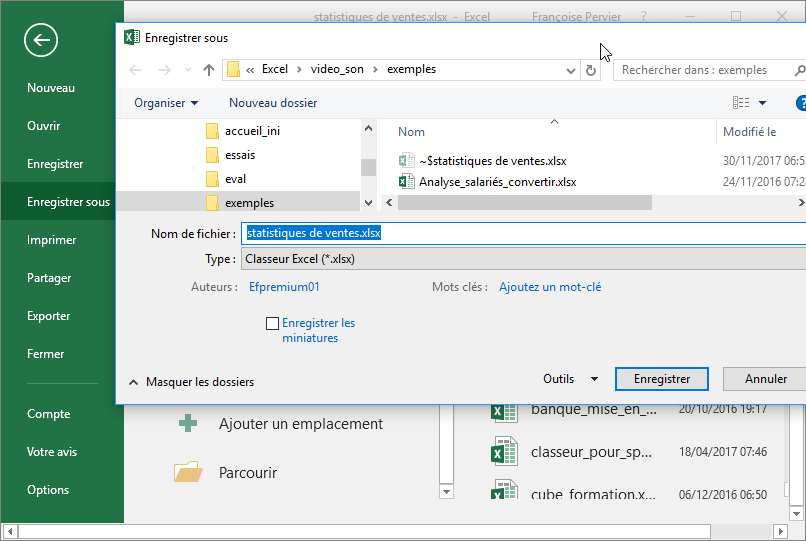 statistiques de ventes.xlsx - Excel Françoise Pervier ?
Enregistrer sous
« Excel video_son exemples
Rechercher dans : exemples
Organiser Nouveau dossier ?
accueil_ini
essais
eval
exemples
Nom Modifié le
~$statistiques de ventes.xlsx 30/11/2017 06:5
Analyse_salariés_convertir.xlsx 24/11/2016 07:2
Nom de fichier : statistiques de ventes.xlsx
Type : Classeur Excel (*.xlsx)
Auteurs : Efpremium01 Mots clés : Ajoutez un mot-clé
Enregistrer les
miniatures
Masquer les dossiers Outils Enregistrer Annuler
Nouveau
Ouvrir
Enregistrer
Enregistrer sous
Imprimer
Partager
Exporter
Fermer
Compte
Votre avis
Options
Ajouter un emplacement
Parcourir
banque_mise_en_... 20/10/2016 19:17
classeur_pour_sp... 18/04/2017 07:46
cube_formation.x... 06/12/2016 06:50